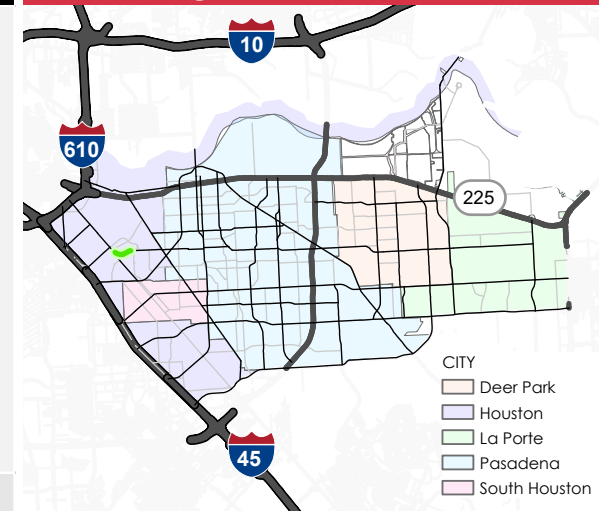 10
610
225
CITY
Deer Park
Houston
La Porte
Pasadena
South Houston
45